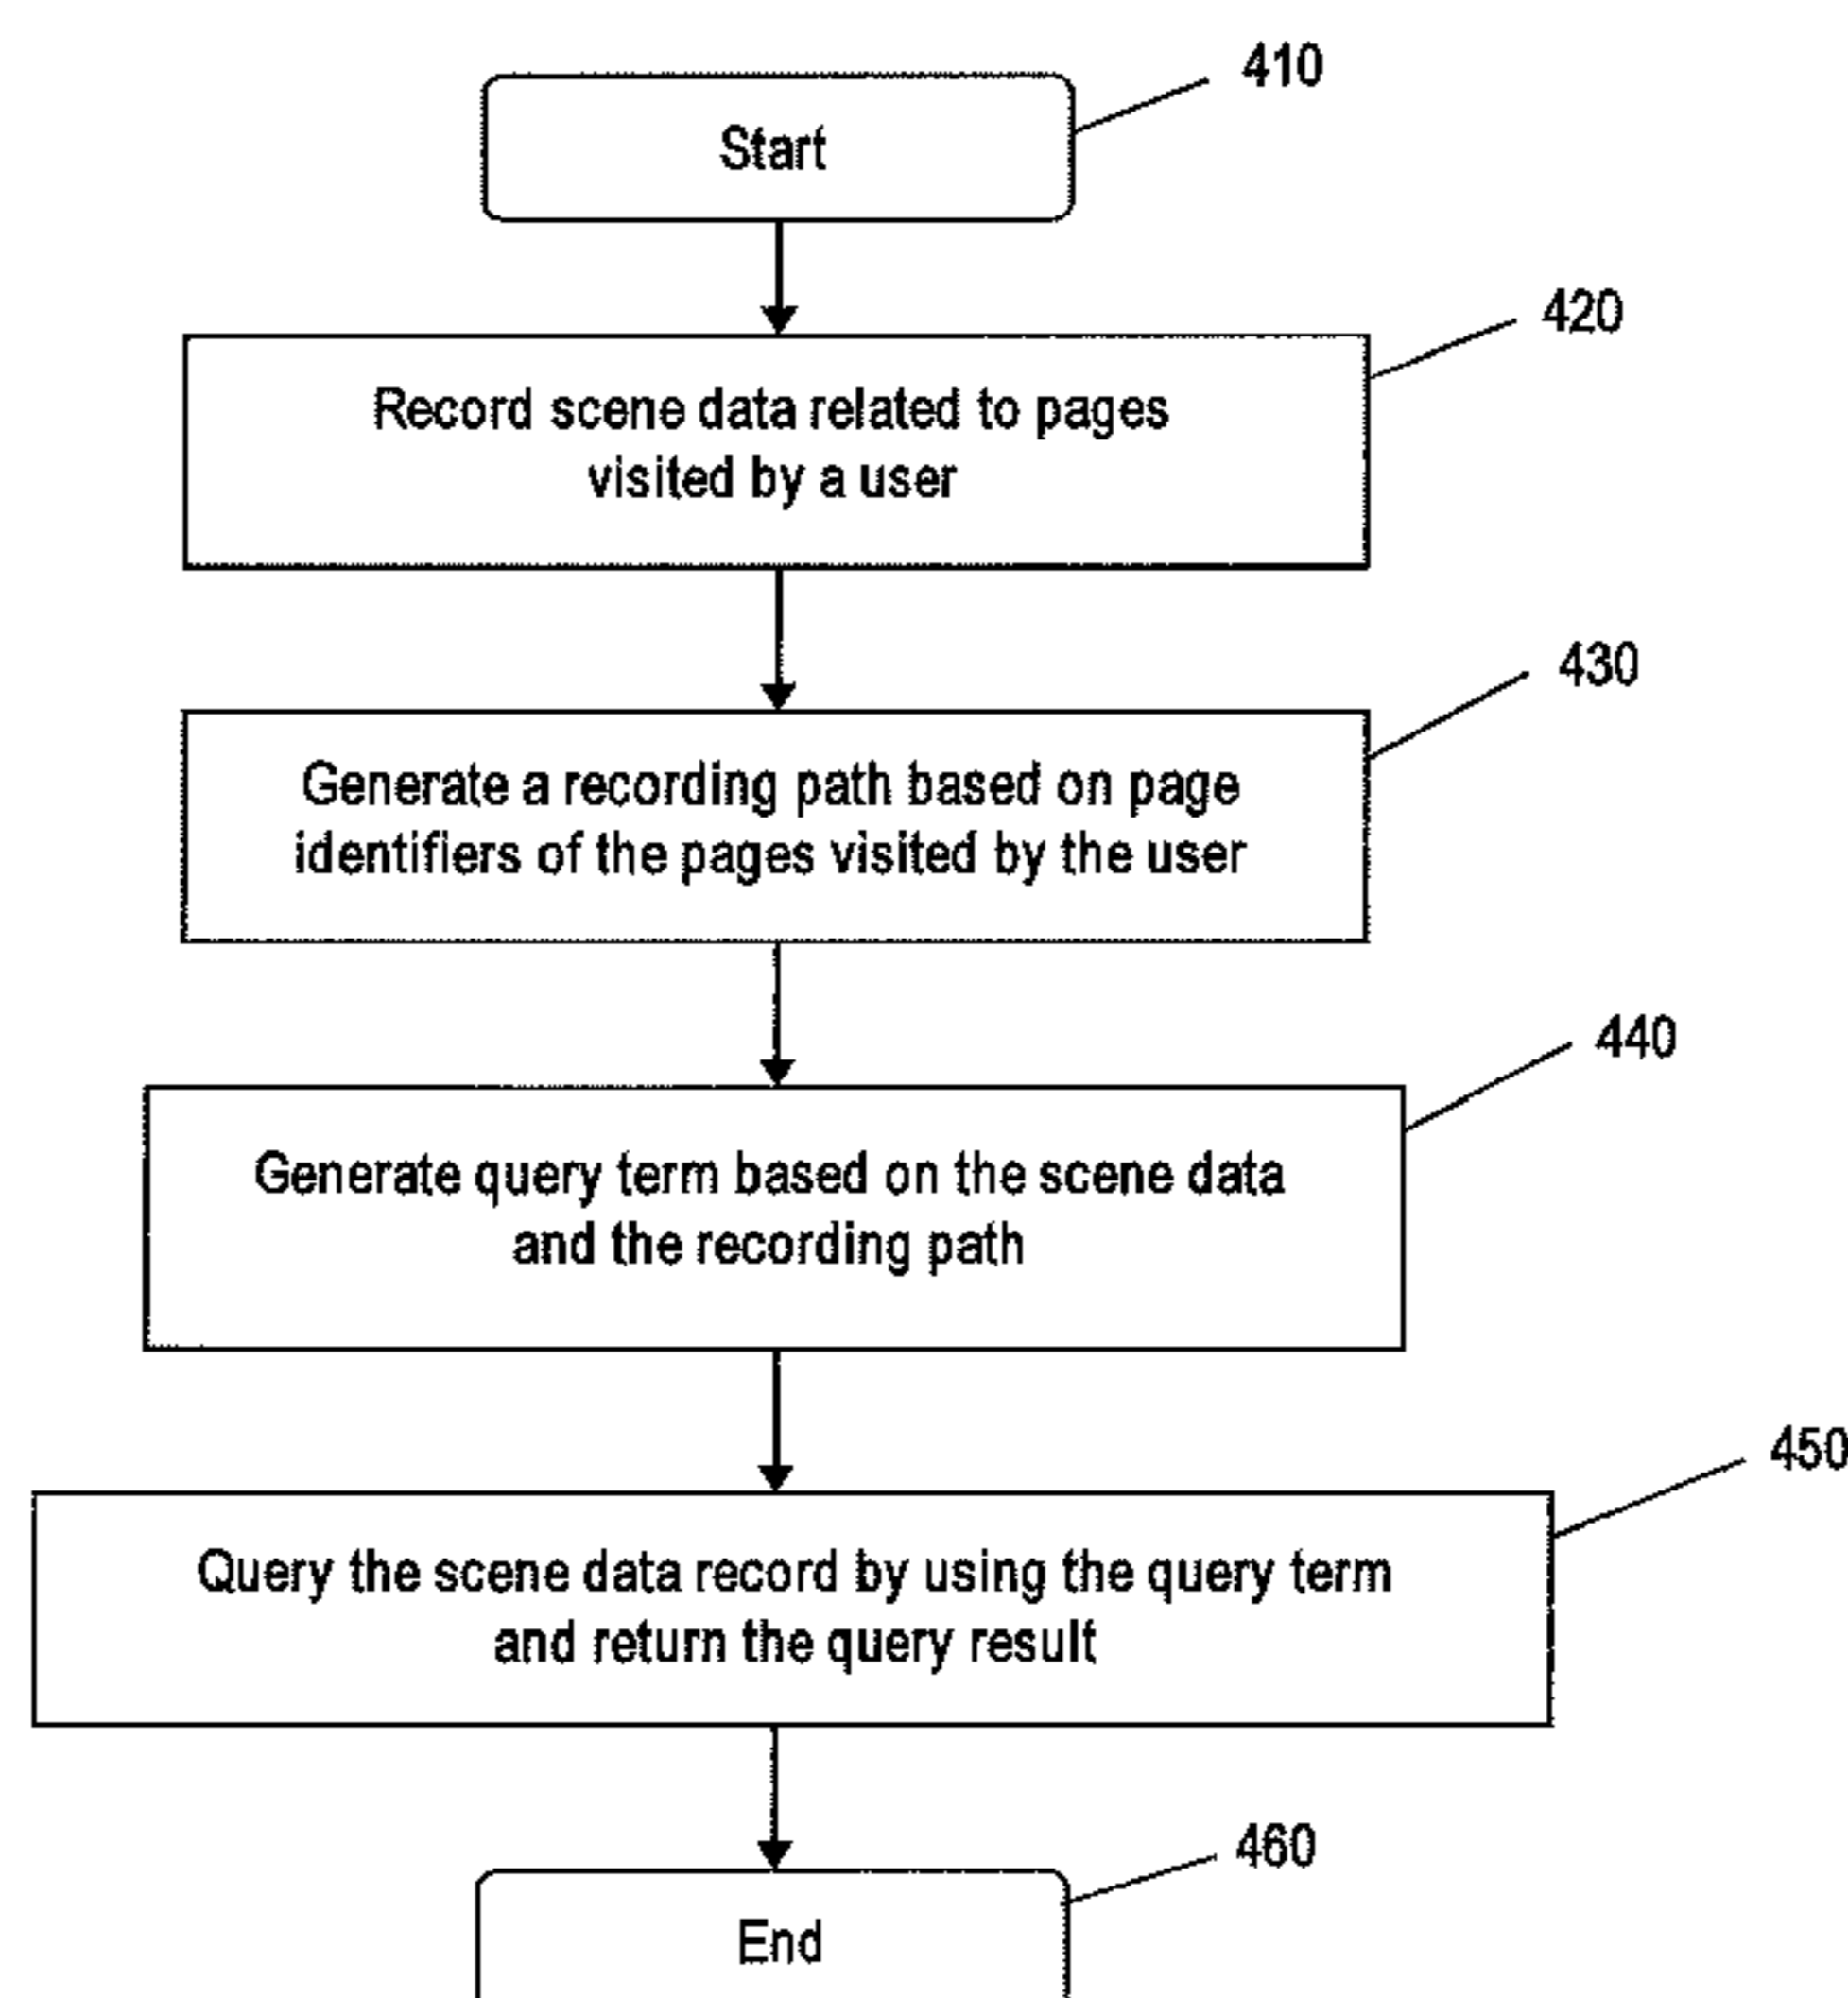 410
Start
420
Record scene data related to pages
visited by a user
430
Generate a recording path based on page
identifiers of the pages visited by the user
440
Generate query term based on the scene data
and the recording path
450
Query the scene data record by using the query term
and return the query result
460
End